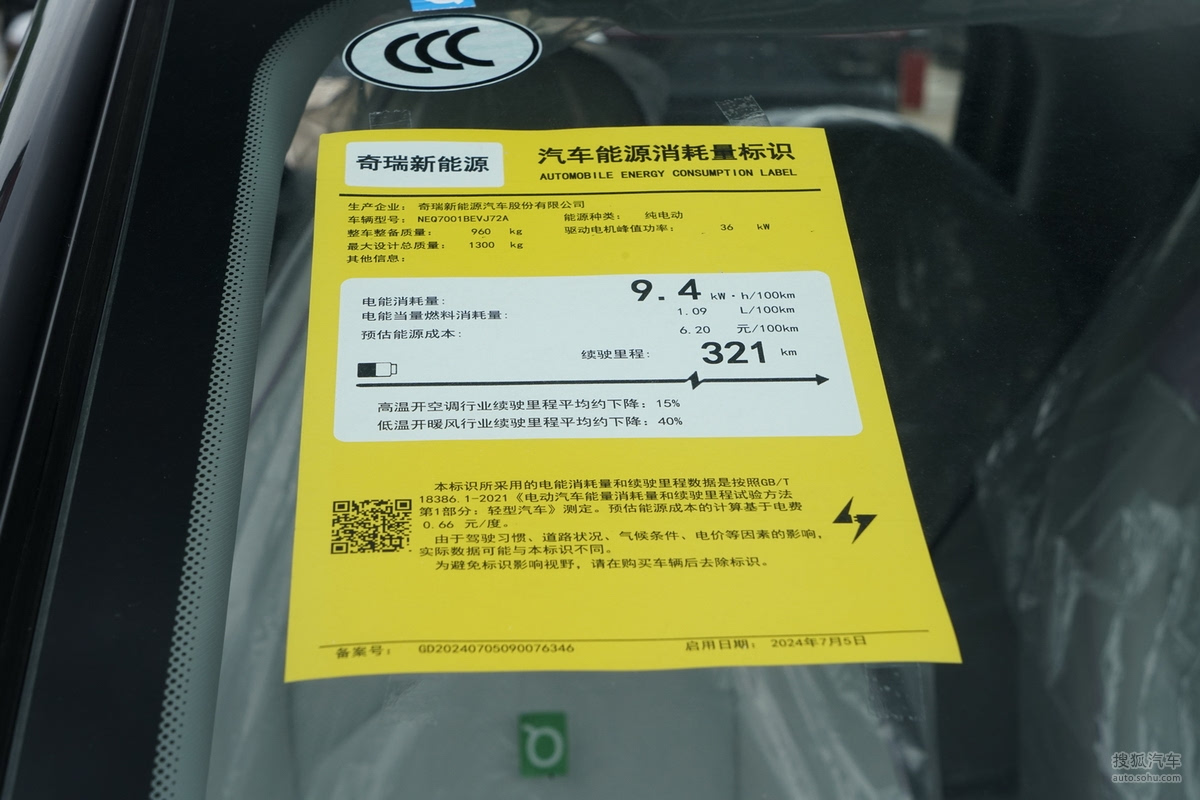 CCC
奇瑞新能源
汽车能源消耗量标识
AUTOMOBILE ENERGY CONSUMPTION LABEL
生产企业: 奇瑞新能源汽车股份有限公司
车辆型号: NEQ7001BEVJ72A 能源种类: 纯电动
整车整备质量: 960 kg 驱动电机峰值功率: 36 kW
最大设计总质量: 1300 kg
其他信息:
电能消耗量: 9.4 kW·h/100km
电能当量燃料消耗量: 1.09 L/100km
预估能源成本: 6.20 元/100km
续驶里程: 321 km
高温开空调行业续驶里程平均约下降: 15%
低温开暖风行业续驶里程平均约下降: 40%
本标识所采用的电能消耗量和续驶里程数据是按照GB/T
18386.1-2021《电动汽车能量消耗量和续驶里程试验方法
第1部分: 轻型汽车》测定。预估能源成本的计算基于电费
0.66 元/度。
由于驾驶习惯、道路状况、气候条件、电价等因素的影响,
实际数据可能与本标识不同。
为避免标识影响视野, 请在购买车辆后去除标识。
备案号: GD20240705090076346 启用日期: 2024年7月5日
搜狐汽车
auto.sohu.com